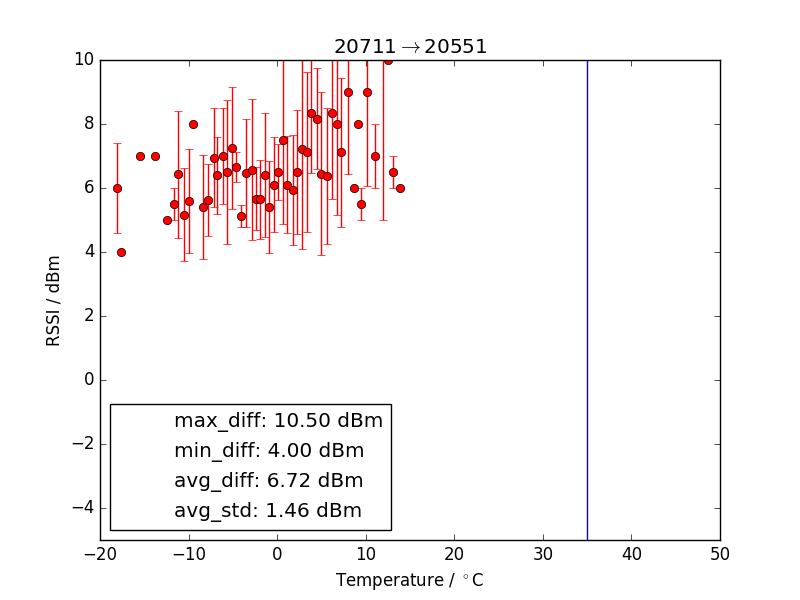 20711→20551
10
8
6
4
2
0
−2
−4
RSSI / dBm
max_diff: 10.50 dBm
min_diff: 4.00 dBm
avg_diff: 6.72 dBm
avg_std: 1.46 dBm
−20 −10 0 10 20 30 40 50
Temperature / °C